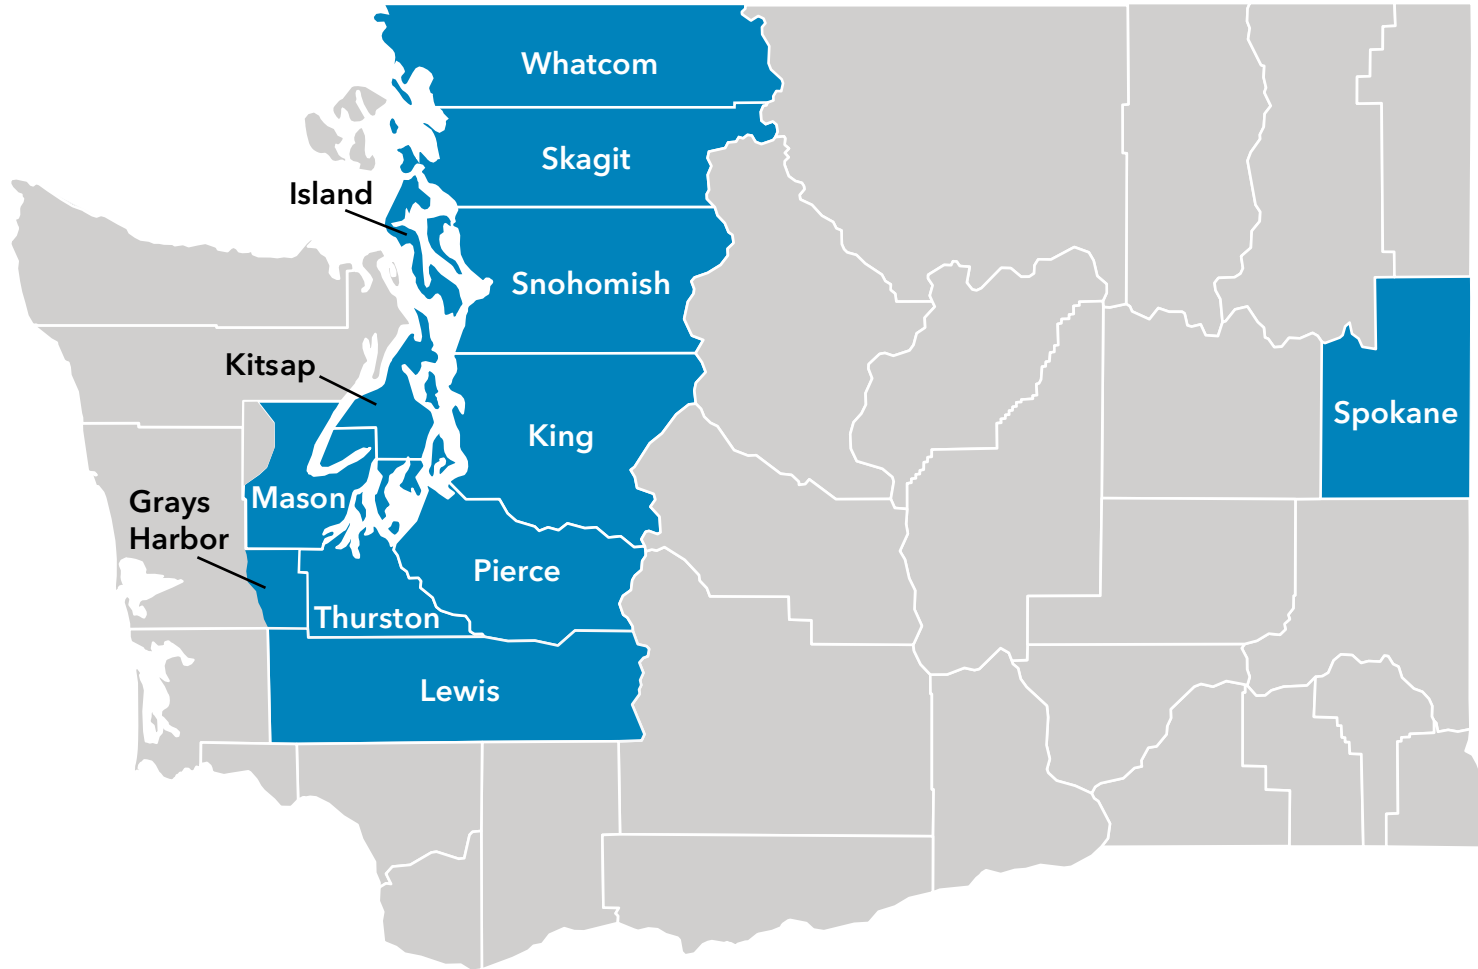 Whatcom
Skagit
Island
Snohomish
Kitsap
King
Spokane
Mason
Grays
Harbor
Pierce
Thurston
Lewis